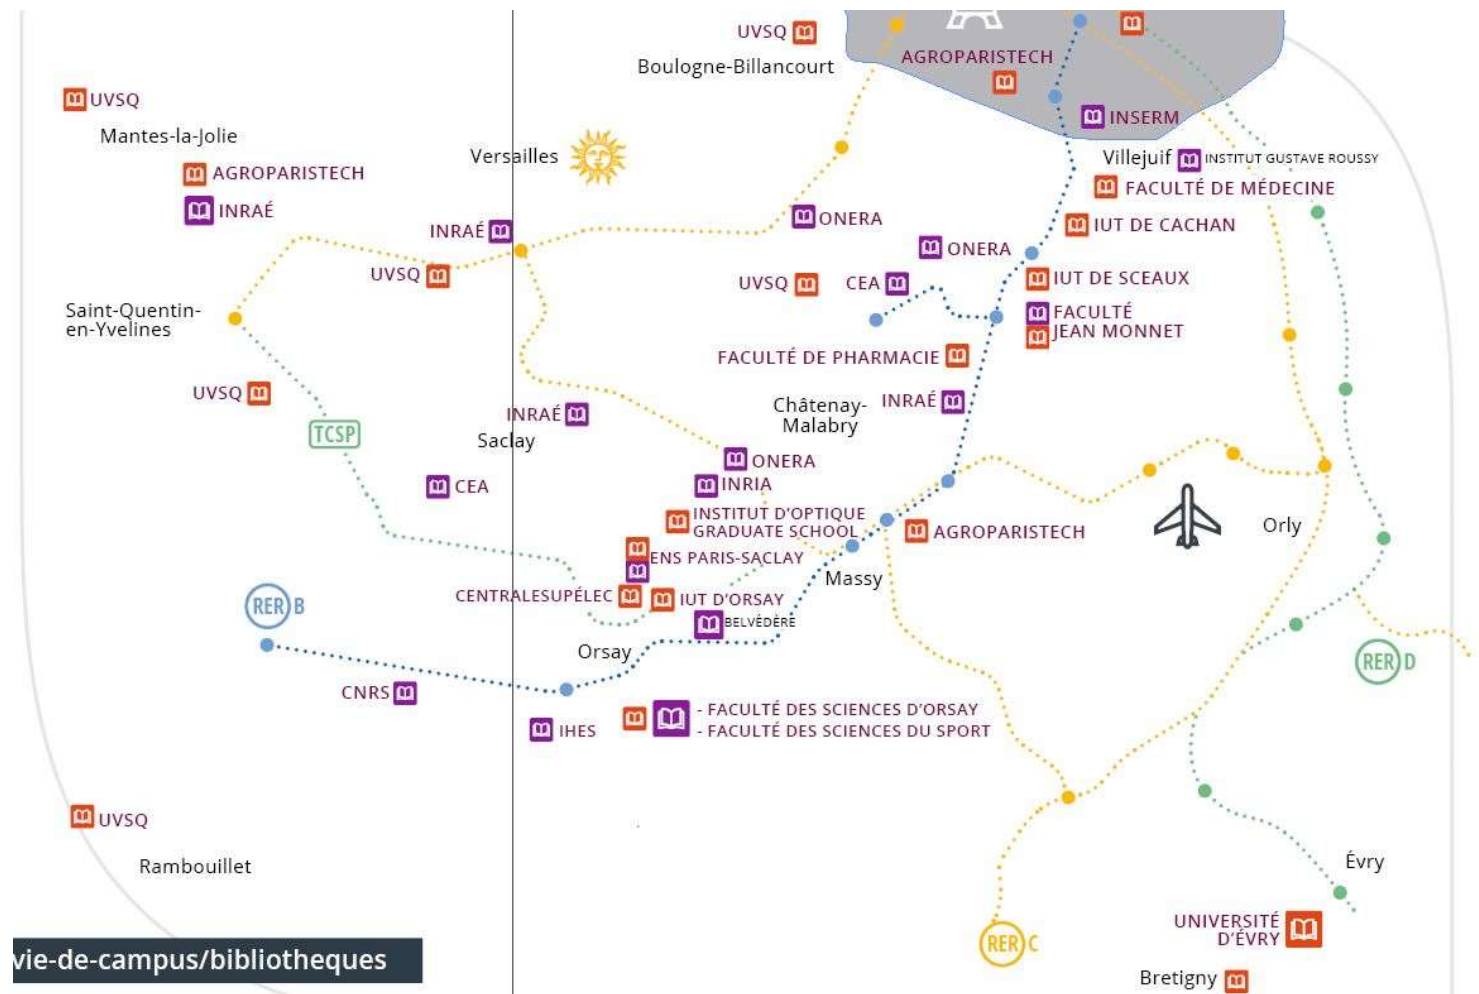 UVSQ
Boulogne-Billancourt
AGROPARISTECH
UVSQ
Mantes-la-Jolie
INSERM
Versailles
Villejuif INSTITUT GUSTAVE ROUSSY
AGROPARISTECH
FACULTÉ DE MÉDECINE
INRAÉ
ONERA
IUT DE CACHAN
INRAÉ
ONERA
UVSQ
UVSQ
CEA
IUT DE SCEAUX
Saint-Quentin-
en-Yvelines
FACULTÉ
JEAN MONNET
FACULTÉ DE PHARMACIE
UVSQ
Châtenay-
Malabry
INRAÉ
INRAÉ
Saclay
TCSP
ONERA
CEA
INRIA
INSTITUT D'OPTIQUE
GRADUATE SCHOOL
AGROPARISTECH
Orly
ENS PARIS-SACLAY
Massy
CENTRALESUPÉLEC
IUT D'ORSAY
RER B
BELVÉDÈRE
Orsay
RER D
CNRS
- FACULTÉ DES SCIENCES D'ORSAY
- FACULTÉ DES SCIENCES DU SPORT
IHES
UVSQ
Rambouillet
Évry
UNIVERSITÉ
D'ÉVRY
RER C
vie-de-campus/bibliotheques
Bretigny